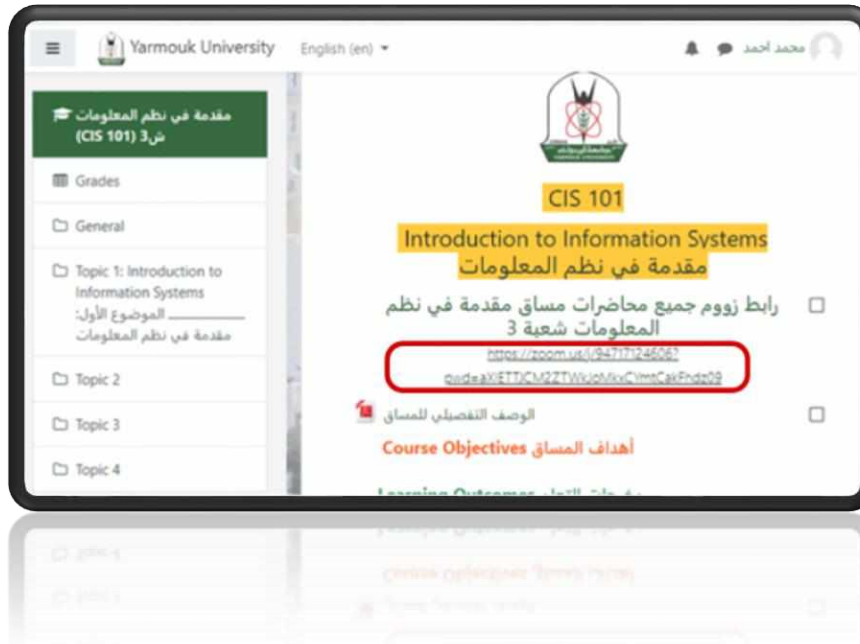 Yarmouk University
English (en)
محمد احمد
مقدمة في نظم المعلومات
ش3 (CIS 101)
Grades
General
Topic 1: Introduction to
Information Systems
الموضوع الأول:
مقدمة في نظم المعلومات
Topic 2
Topic 3
Topic 4
CIS 101
Introduction to Information Systems
مقدمة في نظم المعلومات
رابط زووم جميع محاضرات مساق مقدمة في نظم
المعلومات شعبة 3
الوصف التفصيلي للمساق
أهداف المساق Course Objectives